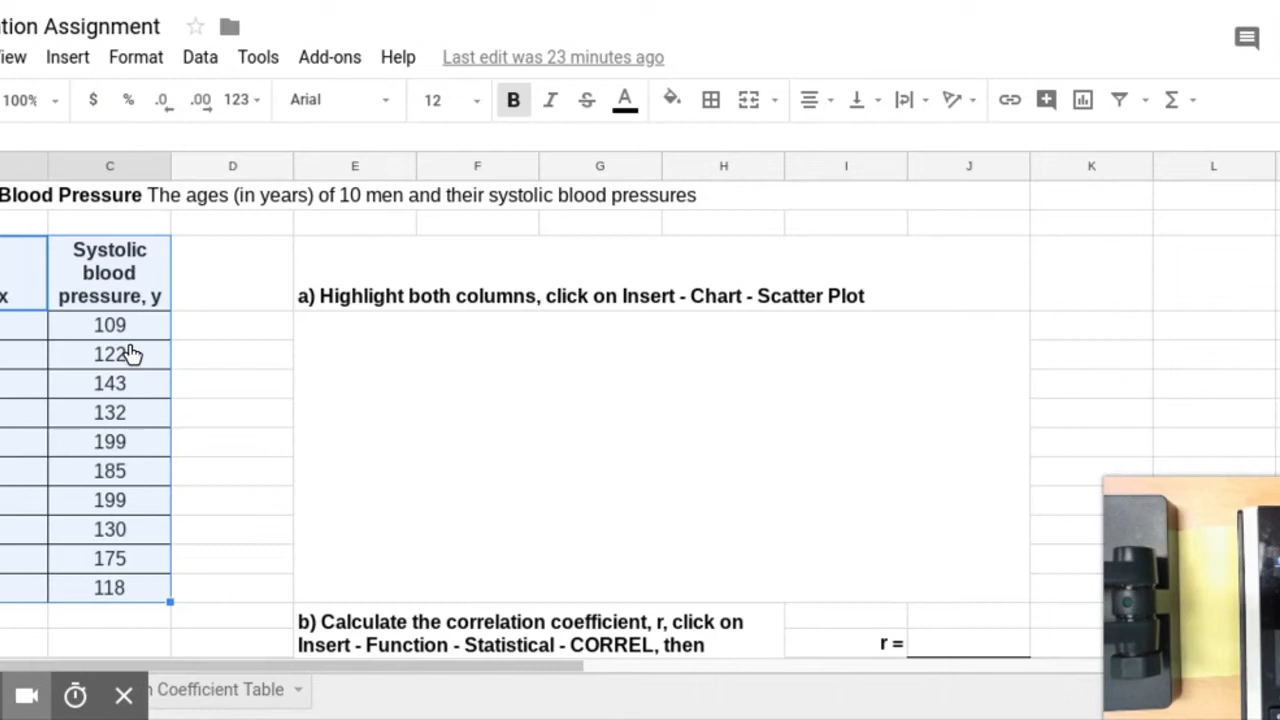 tion Assignment
iew Insert Format Data Tools Add-ons Help Last edit was 23 minutes ago
100% $ % .0 .00 123 Arial 12 B I S A Σ
C D E F G H I J K L
Blood Pressure The ages (in years) of 10 men and their systolic blood pressures
Systolic
blood
x pressure, y
a) Highlight both columns, click on Insert - Chart - Scatter Plot
109
122
143
132
199
185
199
130
175
118
b) Calculate the correlation coefficient, r, click on
Insert - Function - Statistical - CORREL, then
r =
n Coefficient Table